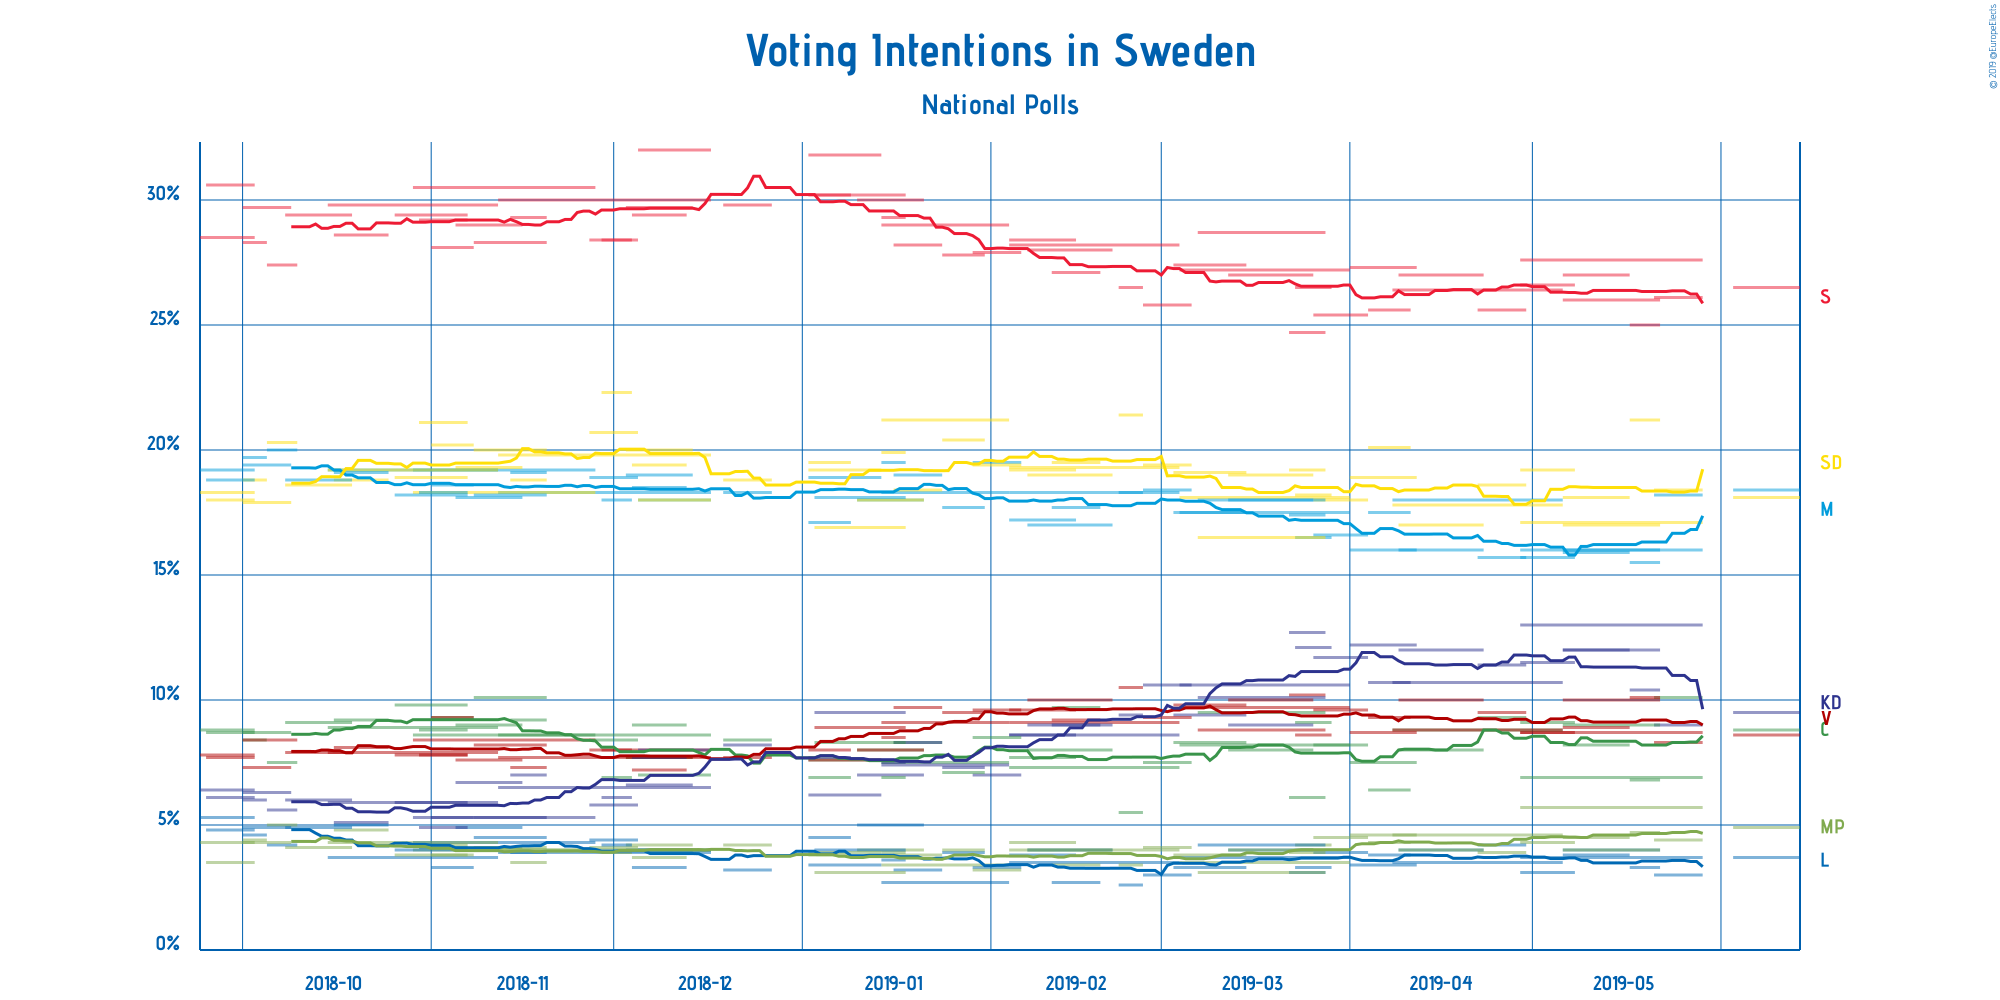 Voting Intentions in Sweden
National Polls
© 2019 @EuropeElects
30%
25%
20%
15%
10%
5%
0%
S
SD
M
KD
V
C
MP
L
2018-10
2018-11
2018-12
2019-01
2019-02
2019-03
2019-04
2019-05